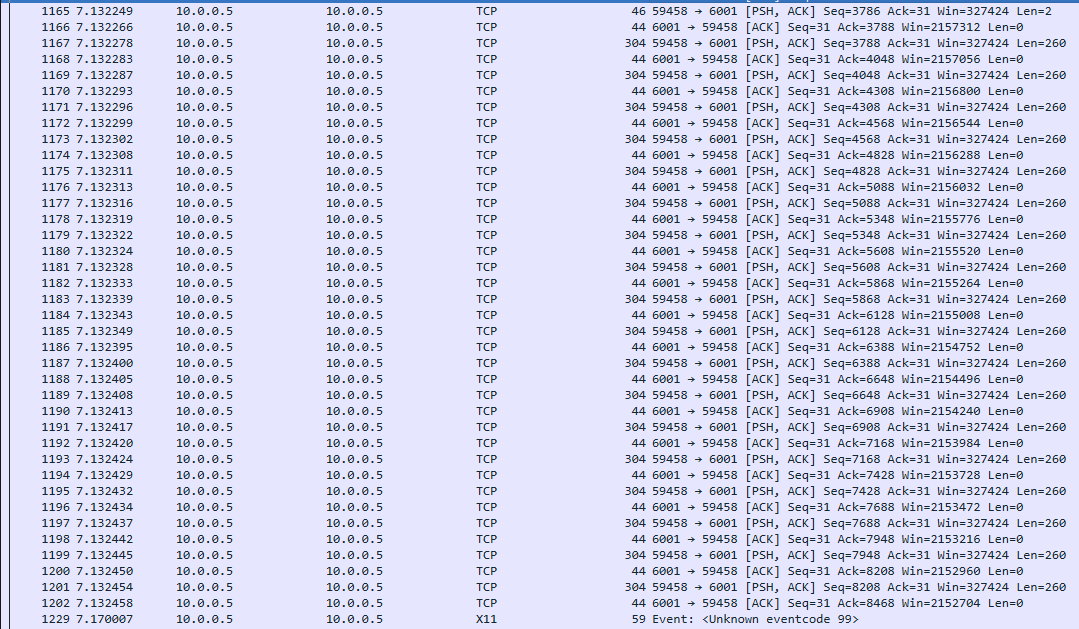 1165 7.132249 10.0.0.5 10.0.0.5 TCP 46 59458 → 6001 [PSH, ACK] Seq=3786 Ack=31 Win=327424 Len=2
1166 7.132266 10.0.0.5 10.0.0.5 TCP 44 6001 → 59458 [ACK] Seq=31 Ack=3788 Win=2157312 Len=0
1167 7.132278 10.0.0.5 10.0.0.5 TCP 304 59458 → 6001 [PSH, ACK] Seq=3788 Ack=31 Win=327424 Len=260
1168 7.132283 10.0.0.5 10.0.0.5 TCP 44 6001 → 59458 [ACK] Seq=31 Ack=4048 Win=2157056 Len=0
1169 7.132287 10.0.0.5 10.0.0.5 TCP 304 59458 → 6001 [PSH, ACK] Seq=4048 Ack=31 Win=327424 Len=260
1170 7.132293 10.0.0.5 10.0.0.5 TCP 44 6001 → 59458 [ACK] Seq=31 Ack=4308 Win=2156800 Len=0
1171 7.132296 10.0.0.5 10.0.0.5 TCP 304 59458 → 6001 [PSH, ACK] Seq=4308 Ack=31 Win=327424 Len=260
1172 7.132299 10.0.0.5 10.0.0.5 TCP 44 6001 → 59458 [ACK] Seq=31 Ack=4568 Win=2156544 Len=0
1173 7.132302 10.0.0.5 10.0.0.5 TCP 304 59458 → 6001 [PSH, ACK] Seq=4568 Ack=31 Win=327424 Len=260
1174 7.132308 10.0.0.5 10.0.0.5 TCP 44 6001 → 59458 [ACK] Seq=31 Ack=4828 Win=2156288 Len=0
1175 7.132311 10.0.0.5 10.0.0.5 TCP 304 59458 → 6001 [PSH, ACK] Seq=4828 Ack=31 Win=327424 Len=260
1176 7.132313 10.0.0.5 10.0.0.5 TCP 44 6001 → 59458 [ACK] Seq=31 Ack=5088 Win=2156032 Len=0
1177 7.132316 10.0.0.5 10.0.0.5 TCP 304 59458 → 6001 [PSH, ACK] Seq=5088 Ack=31 Win=327424 Len=260
1178 7.132319 10.0.0.5 10.0.0.5 TCP 44 6001 → 59458 [ACK] Seq=31 Ack=5348 Win=2155776 Len=0
1179 7.132322 10.0.0.5 10.0.0.5 TCP 304 59458 → 6001 [PSH, ACK] Seq=5348 Ack=31 Win=327424 Len=260
1180 7.132324 10.0.0.5 10.0.0.5 TCP 44 6001 → 59458 [ACK] Seq=31 Ack=5608 Win=2155520 Len=0
1181 7.132328 10.0.0.5 10.0.0.5 TCP 304 59458 → 6001 [PSH, ACK] Seq=5608 Ack=31 Win=327424 Len=260
1182 7.132333 10.0.0.5 10.0.0.5 TCP 44 6001 → 59458 [ACK] Seq=31 Ack=5868 Win=2155264 Len=0
1183 7.132339 10.0.0.5 10.0.0.5 TCP 304 59458 → 6001 [PSH, ACK] Seq=5868 Ack=31 Win=327424 Len=260
1184 7.132343 10.0.0.5 10.0.0.5 TCP 44 6001 → 59458 [ACK] Seq=31 Ack=6128 Win=2155008 Len=0
1185 7.132349 10.0.0.5 10.0.0.5 TCP 304 59458 → 6001 [PSH, ACK] Seq=6128 Ack=31 Win=327424 Len=260
1186 7.132395 10.0.0.5 10.0.0.5 TCP 44 6001 → 59458 [ACK] Seq=31 Ack=6388 Win=2154752 Len=0
1187 7.132400 10.0.0.5 10.0.0.5 TCP 304 59458 → 6001 [PSH, ACK] Seq=6388 Ack=31 Win=327424 Len=260
1188 7.132405 10.0.0.5 10.0.0.5 TCP 44 6001 → 59458 [ACK] Seq=31 Ack=6648 Win=2154496 Len=0
1189 7.132408 10.0.0.5 10.0.0.5 TCP 304 59458 → 6001 [PSH, ACK] Seq=6648 Ack=31 Win=327424 Len=260
1190 7.132413 10.0.0.5 10.0.0.5 TCP 44 6001 → 59458 [ACK] Seq=31 Ack=6908 Win=2154240 Len=0
1191 7.132417 10.0.0.5 10.0.0.5 TCP 304 59458 → 6001 [PSH, ACK] Seq=6908 Ack=31 Win=327424 Len=260
1192 7.132420 10.0.0.5 10.0.0.5 TCP 44 6001 → 59458 [ACK] Seq=31 Ack=7168 Win=2153984 Len=0
1193 7.132424 10.0.0.5 10.0.0.5 TCP 304 59458 → 6001 [PSH, ACK] Seq=7168 Ack=31 Win=327424 Len=260
1194 7.132429 10.0.0.5 10.0.0.5 TCP 44 6001 → 59458 [ACK] Seq=31 Ack=7428 Win=2153728 Len=0
1195 7.132432 10.0.0.5 10.0.0.5 TCP 304 59458 → 6001 [PSH, ACK] Seq=7428 Ack=31 Win=327424 Len=260
1196 7.132434 10.0.0.5 10.0.0.5 TCP 44 6001 → 59458 [ACK] Seq=31 Ack=7688 Win=2153472 Len=0
1197 7.132437 10.0.0.5 10.0.0.5 TCP 304 59458 → 6001 [PSH, ACK] Seq=7688 Ack=31 Win=327424 Len=260
1198 7.132442 10.0.0.5 10.0.0.5 TCP 44 6001 → 59458 [ACK] Seq=31 Ack=7948 Win=2153216 Len=0
1199 7.132445 10.0.0.5 10.0.0.5 TCP 304 59458 → 6001 [PSH, ACK] Seq=7948 Ack=31 Win=327424 Len=260
1200 7.132450 10.0.0.5 10.0.0.5 TCP 44 6001 → 59458 [ACK] Seq=31 Ack=8208 Win=2152960 Len=0
1201 7.132454 10.0.0.5 10.0.0.5 TCP 304 59458 → 6001 [PSH, ACK] Seq=8208 Ack=31 Win=327424 Len=260
1202 7.132458 10.0.0.5 10.0.0.5 TCP 44 6001 → 59458 [ACK] Seq=31 Ack=8468 Win=2152704 Len=0
1229 7.170007 10.0.0.5 10.0.0.5 X11 59 Event: <Unknown eventcode 99>